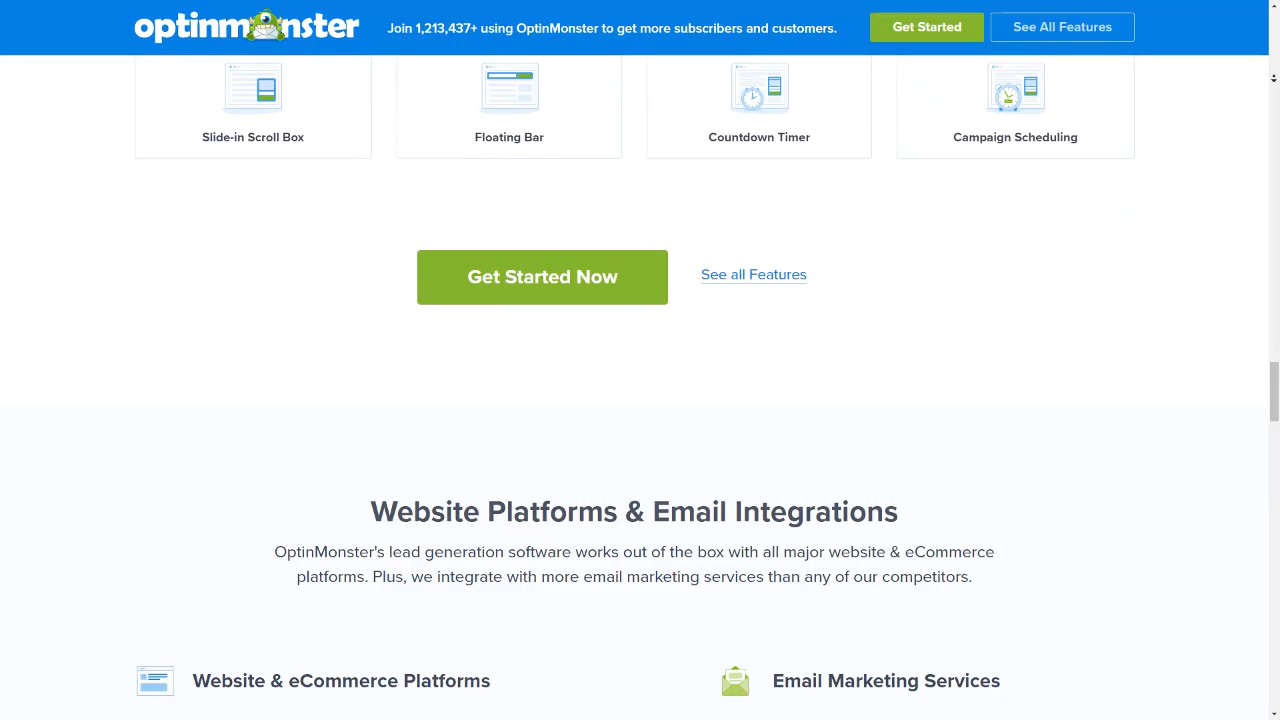 optinmonster Join 1,213,437+ using OptinMonster to get more subscribers and customers. Get Started See All Features
Slide-in Scroll Box Floating Bar Countdown Timer Campaign Scheduling
Get Started Now See all Features
Website Platforms & Email Integrations
OptinMonster's lead generation software works out of the box with all major website & eCommerce
platforms. Plus, we integrate with more email marketing services than any of our competitors.
Website & eCommerce Platforms Email Marketing Services